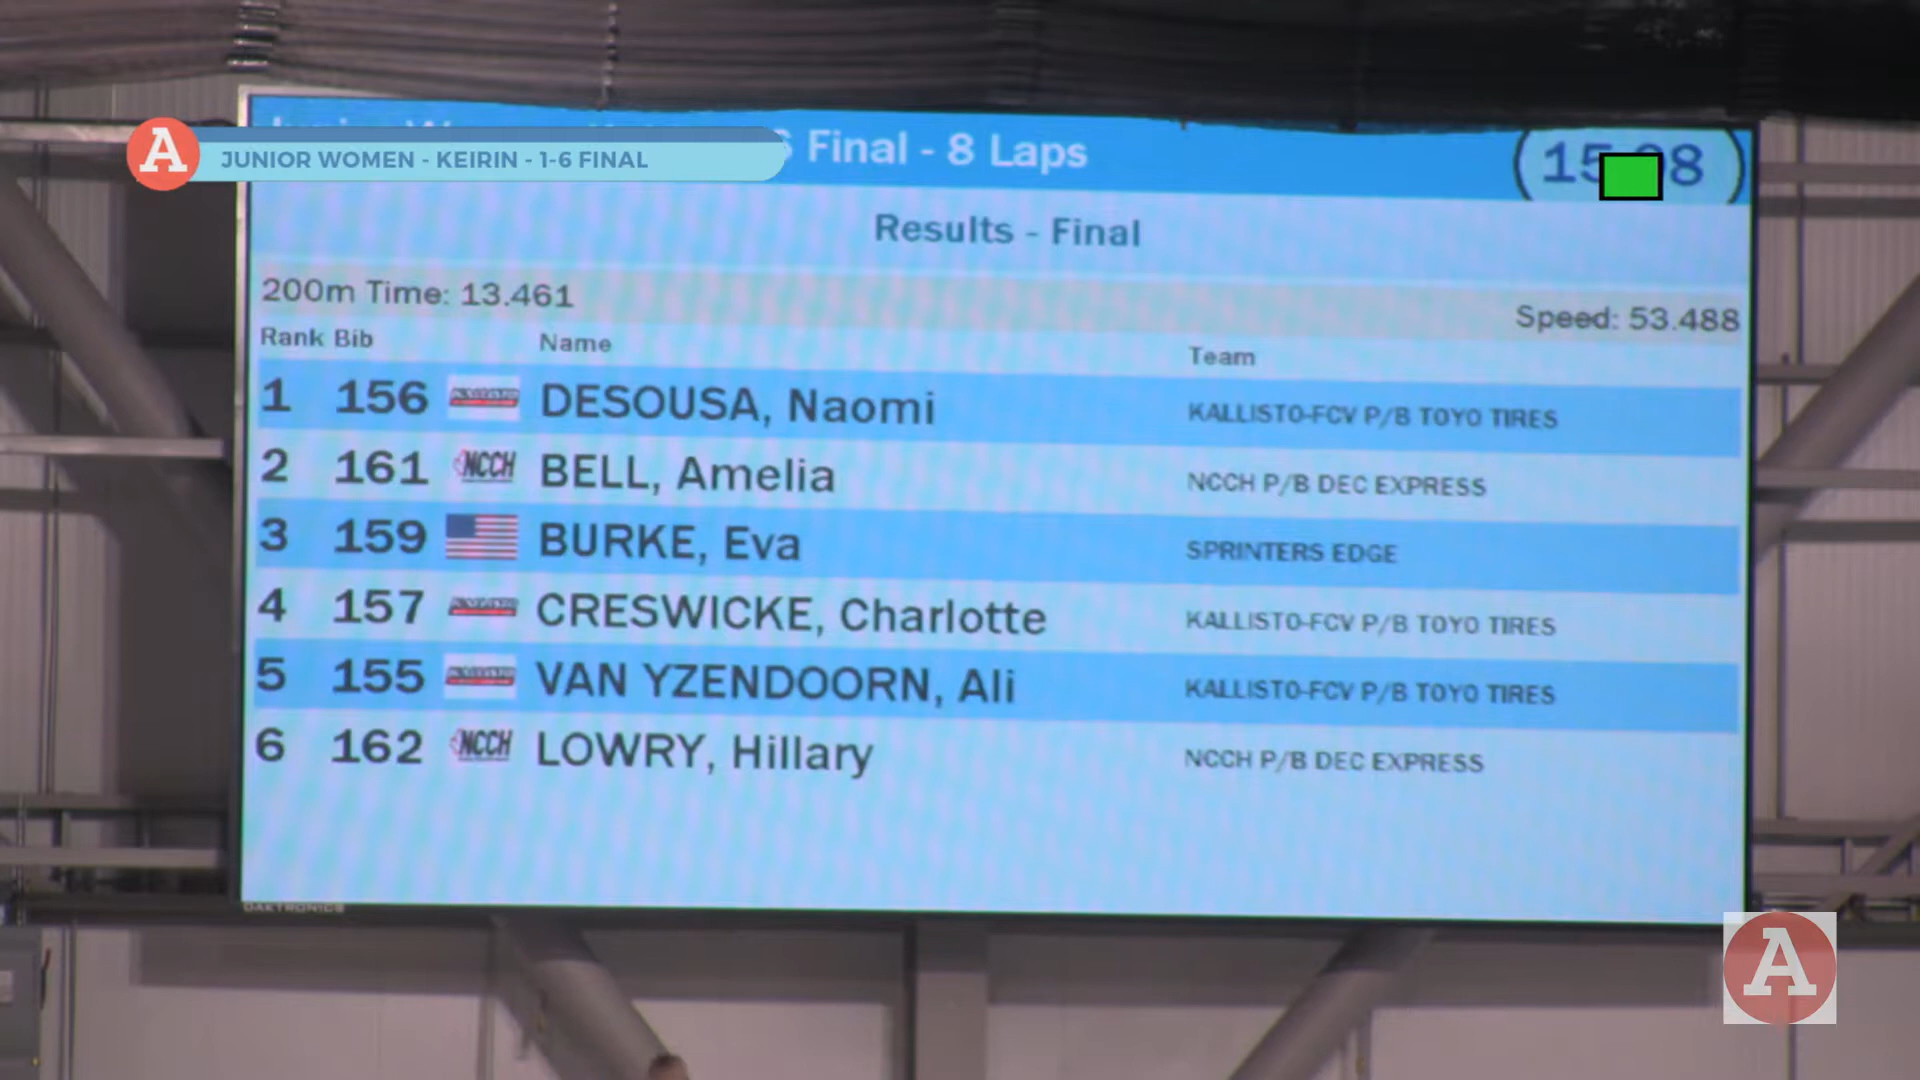 A JUNIOR WOMEN - KEIRIN - 1-6 FINAL
Final - 8 Laps
Results - Final
200m Time: 13.461
Speed: 53.488
Rank Bib Name Team
1 156 DESOUSA, Naomi KALLISTO-FCV P/B TOYO TIRES
2 161 NCCH BELL, Amelia NCCH P/B DEC EXPRESS
3 159 BURKE, Eva SPRINTERS EDGE
4 157 CRESWICKE, Charlotte KALLISTO-FCV P/B TOYO TIRES
5 155 VAN YZENDOORN, Ali KALLISTO-FCV P/B TOYO TIRES
6 162 NCCH LOWRY, Hillary NCCH P/B DEC EXPRESS
DAKTRONICS
A